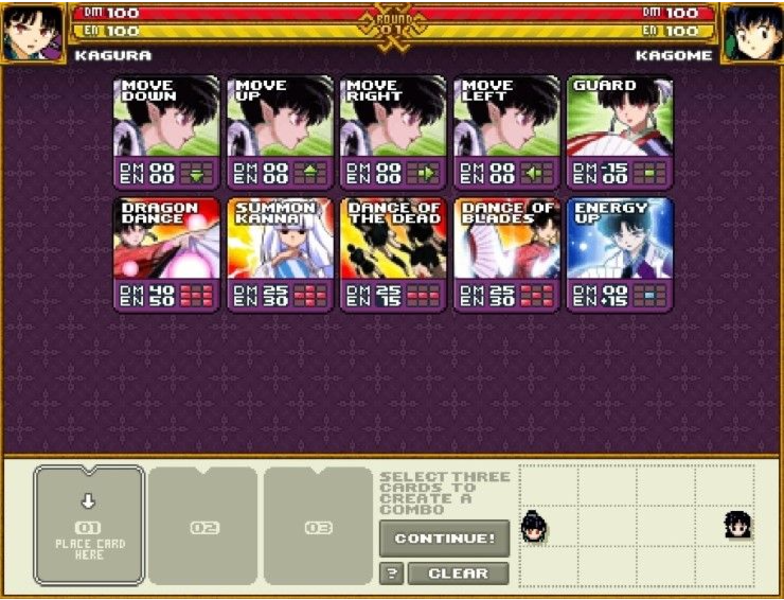 DM 100
ROUND
01
DM 100
EN 100
EN 100
KAGURA
KAGOME
MOVE
DOWN
DM 00
EN 00
MOVE
UP
DM 00
EN 00
MOVE
RIGHT
DM 00
EN 00
MOVE
LEFT
DM 00
EN 00
GUARD
DM -15
EN 00
DRAGON
DANCE
DM 40
EN 50
SUMMON
KANNA
DM 25
EN 30
DANCE OF
THE DEAD
DM 25
EN 15
DANCE OF
BLADES
DM 25
EN 30
ENERGY
UP
DM 00
EN +15
01
PLACE CARD
HERE
02
03
SELECT THREE
CARDS TO
CREATE A
COMBO
CONTINUE!
?
CLEAR